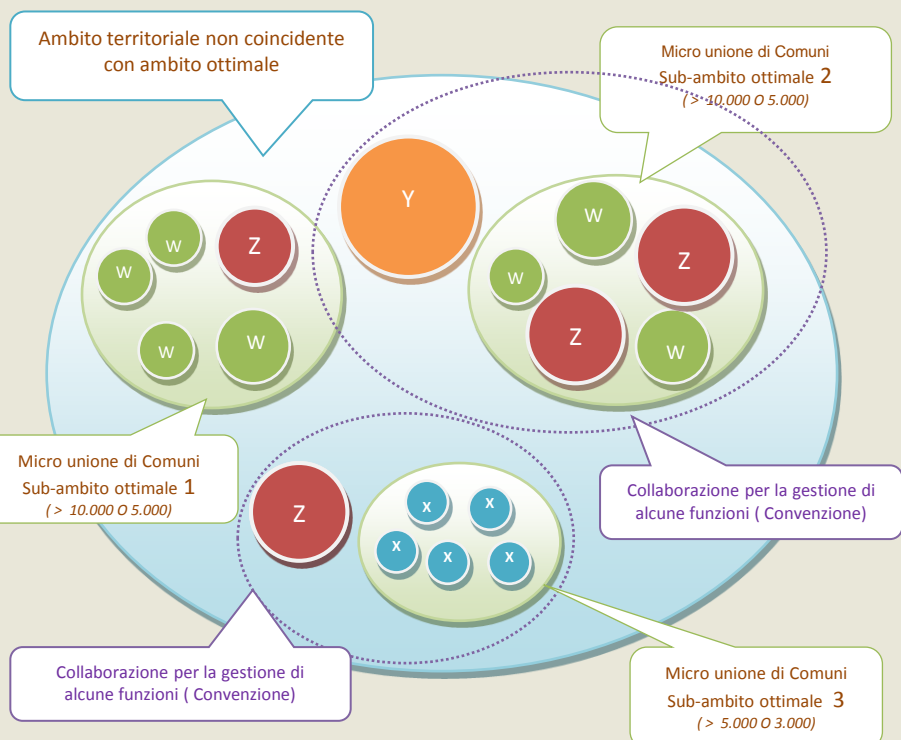 Ambito territoriale non coincidente
con ambito ottimale
Micro unione di Comuni
Sub-ambito ottimale 2
( > 10.000 O 5.000)
Y
W
W
Z
W
W
W
Z
W
Z
W
Micro unione di Comuni
Sub-ambito ottimale 1
( > 10.000 O 5.000)
Collaborazione per la gestione di
alcune funzioni ( Convenzione)
Z
X
X
X
X
X
Collaborazione per la gestione di
alcune funzioni ( Convenzione)
Micro unione di Comuni
Sub-ambito ottimale 3
( > 5.000 O 3.000)